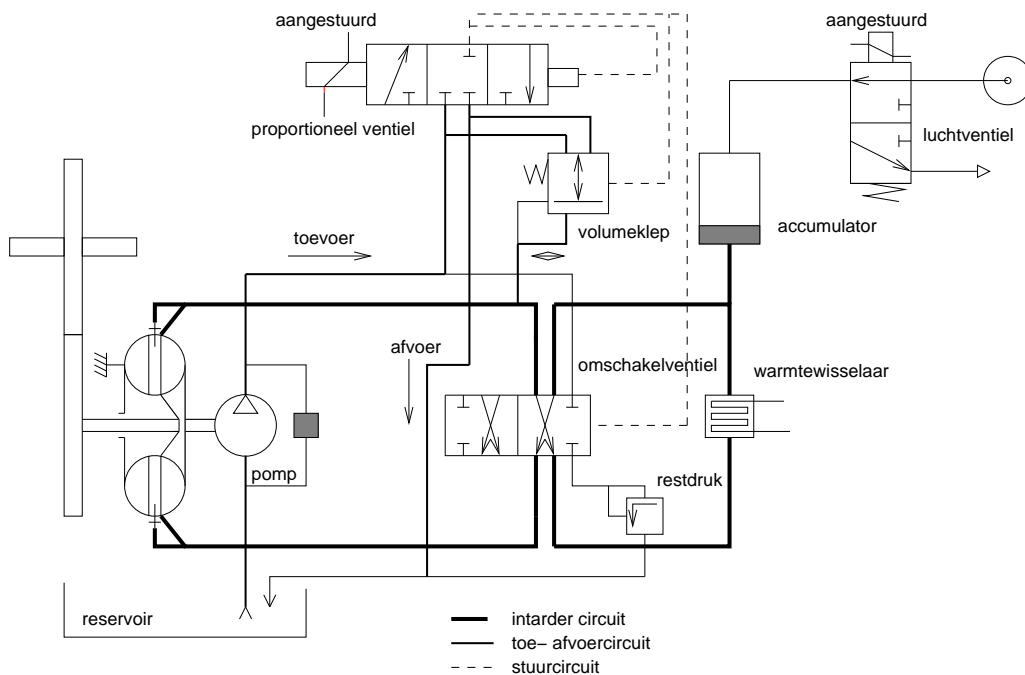 aangestuurd
aangestuurd
proportioneel ventiel
luchtventiel
toevoer
volumeklep
accumulator
afvoer
omschakelventiel
warmtewisselaar
pomp
restdruk
reservoir
intarder circuit
toe- afvoercircuit
stuurcircuit